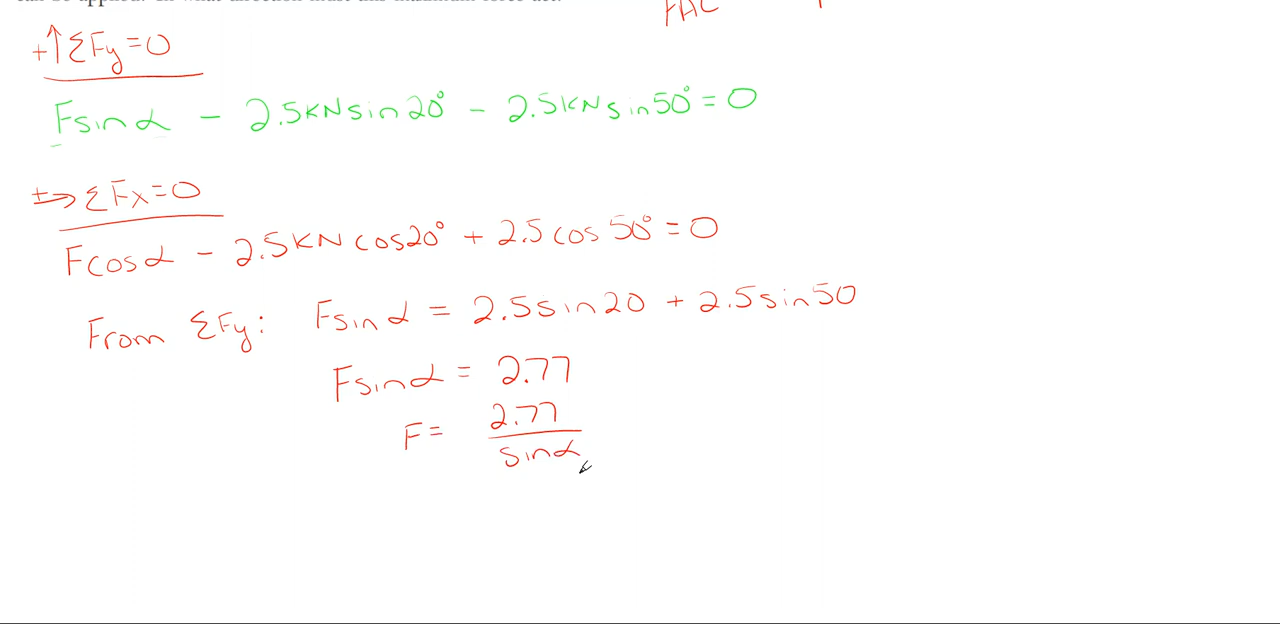 FAC
+↑ΣFy=0
Fsinα - 2.5KNsin20° - 2.5KNsin50°=0
+→ΣFx=0
Fcosα - 2.5KNcos20° + 2.5cos50°=0
From ΣFy: Fsinα = 2.5sin20 + 2.5sin50
Fsinα = 2.77
F= 2.77
sinα